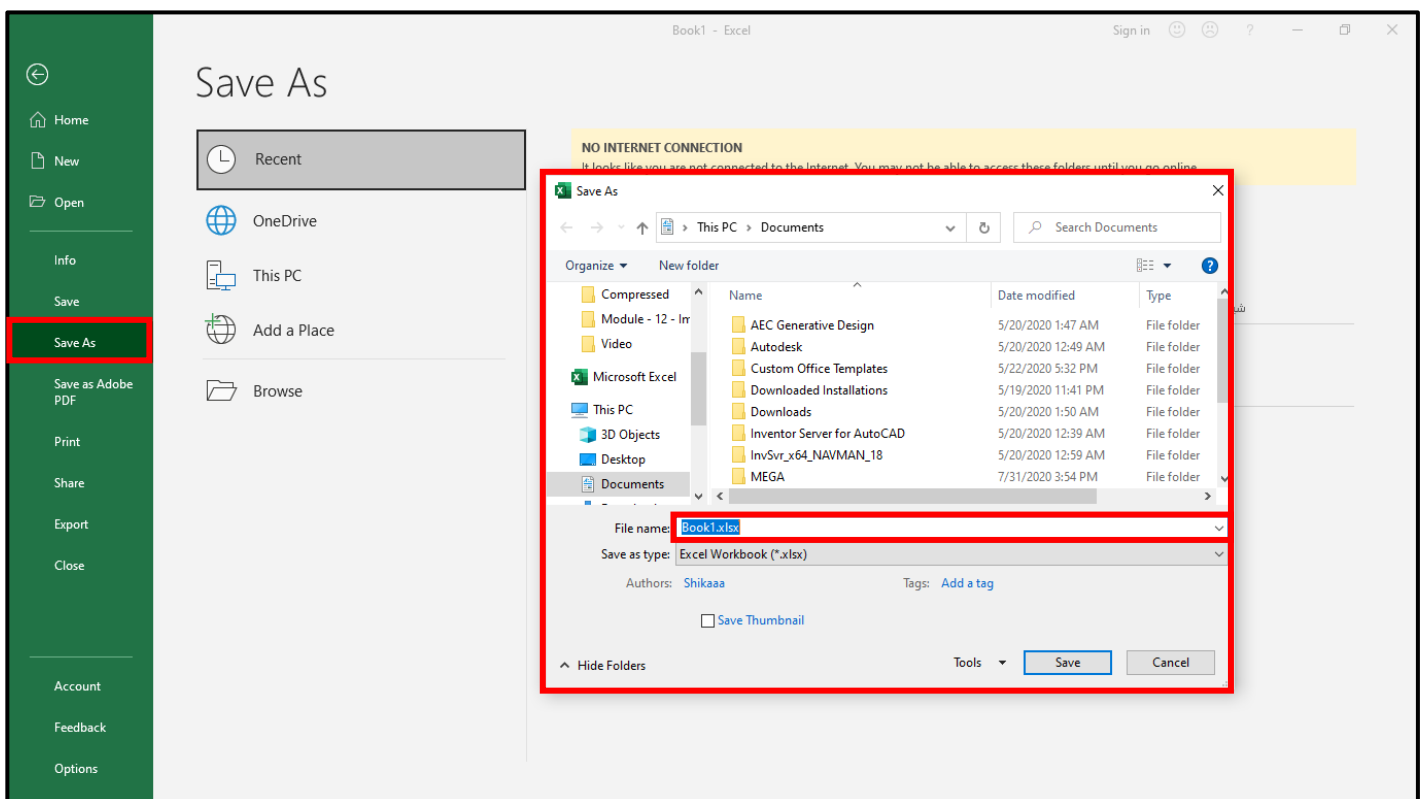 Book1 - Excel
Sign in
?
Home
New
Open
Info
Save
Save As
Save as Adobe
PDF
Print
Share
Export
Close
Account
Feedback
Options
Save As
Recent
OneDrive
This PC
Add a Place
Browse
NO INTERNET CONNECTION
It looks like you are not connected to the Internet. You may not be able to access these folders until you go online.
Save As
This PC > Documents
Search Documents
Organize
New folder
?
Compressed
Module - 12 - Im
Video
Microsoft Excel
This PC
3D Objects
Desktop
Documents
Name Date modified Type
AEC Generative Design 5/20/2020 1:47 AM File folder
Autodesk 5/20/2020 12:49 AM File folder
Custom Office Templates 5/22/2020 5:32 PM File folder
Downloaded Installations 5/19/2020 11:41 PM File folder
Downloads 5/20/2020 1:50 AM File folder
Inventor Server for AutoCAD 5/20/2020 12:39 AM File folder
InvSvr_x64_NAVMAN_18 5/20/2020 12:59 AM File folder
MEGA 7/31/2020 3:54 PM File folder
File name: Book1.xlsx
Save as type: Excel Workbook (*.xlsx)
Authors: Shikaaa Tags: Add a tag
Save Thumbnail
Hide Folders
Tools
Save
Cancel